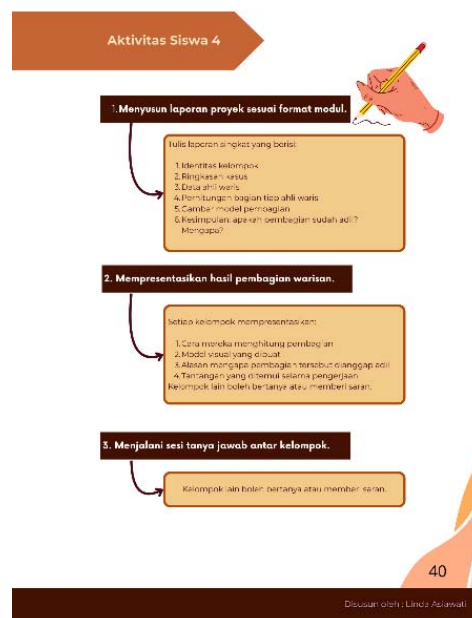 Aktivitas Siswa 4
1.Menyusun laporan proyek sesuai format modul.
Tulis laporan singkat yang berisi:
1.Identitas kelompok
2.Ringkasan kasus
3.Data ahli waris
4.Perhitungan bagian tiap ahli waris
5.Gambar model pembagian
6.Kesimpulan: apakah pembagian sudah adil?
Mengapa?
2. Mempresentasikan hasil pembagian warisan.
Setiap kelompok mempresentasikan:
1.Cara mereka menghitung pembagian
2.Model visual yang dibuat
3.Alasan mengapa pembagian tersebut dianggap adil
4.Tantangan yang ditemui selama pengerjaan
Kelompok lain boleh bertanya atau memberi saran.
3. Menjalani sesi tanya jawab antar kelompok.
Kelompok lain boleh bertanya atau memberi saran.
40
Disusun oleh : Linda Asiawati